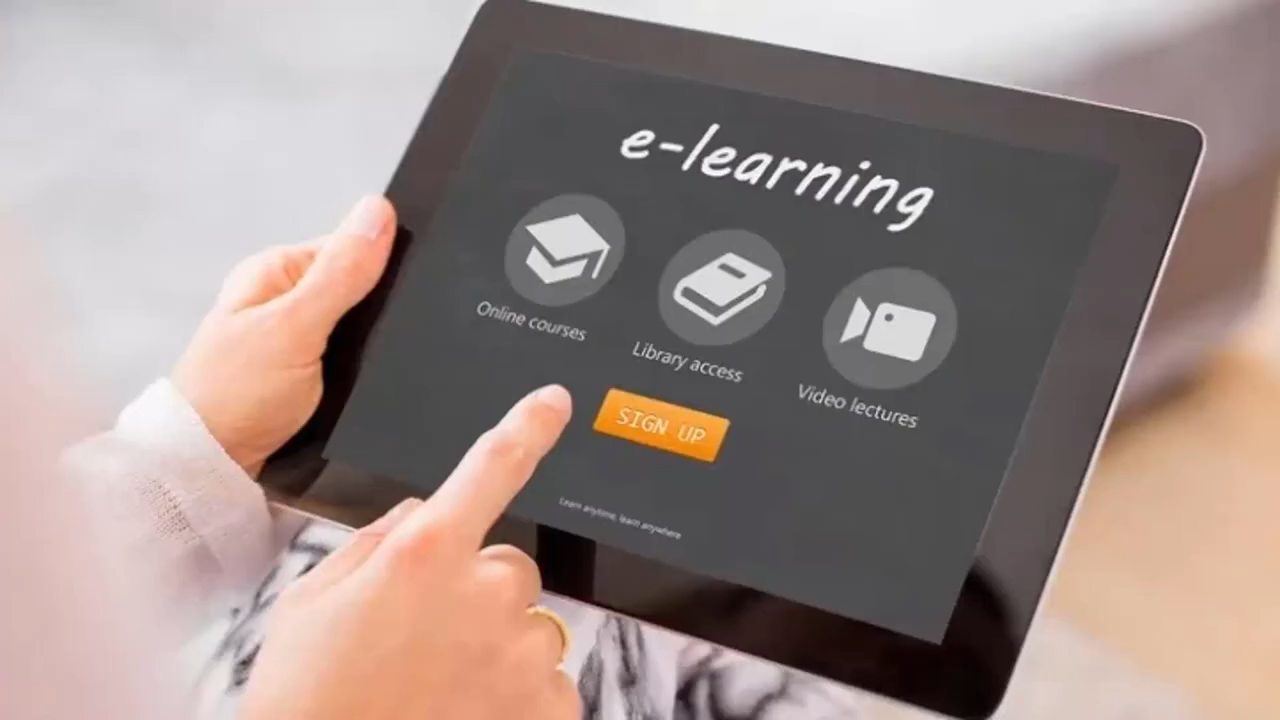 e-learning
Online courses
Library access
Video lectures
SIGN UP
Learn anytime, learn anywhere